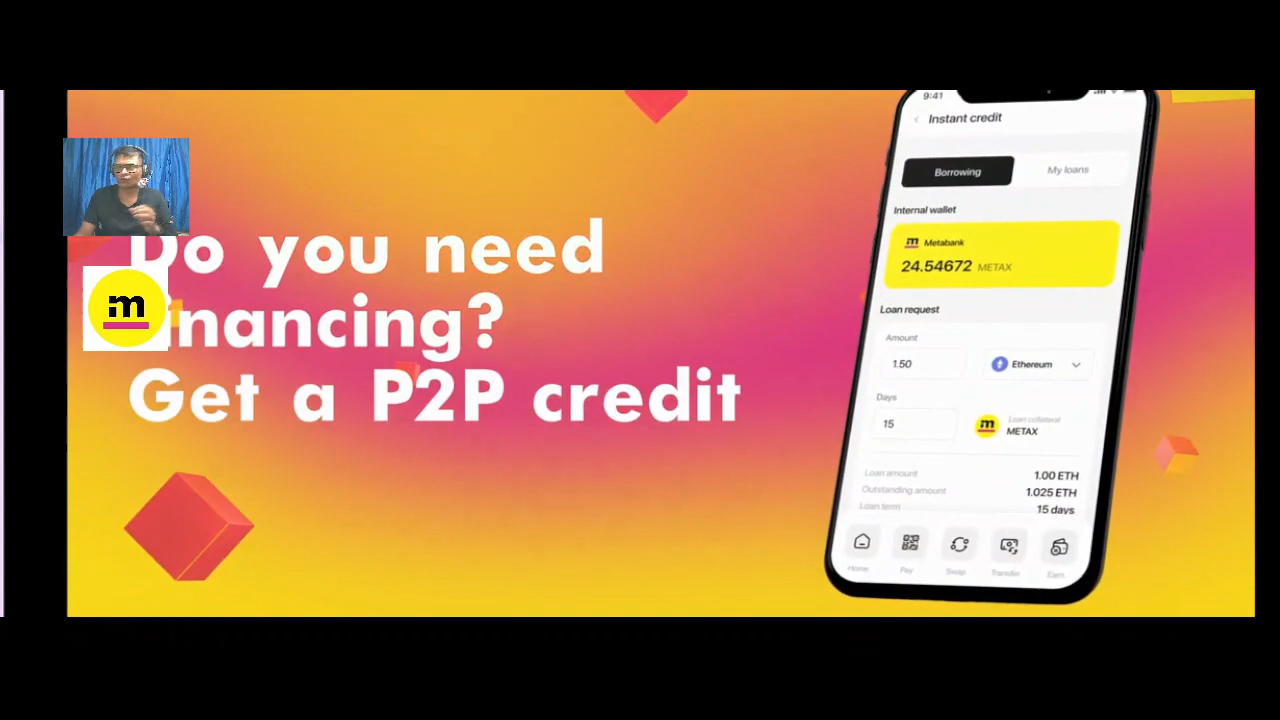 Do you need
financing?
Get a P2P credit
9:41
Instant credit
Borrowing
My loans
Internal wallet
m Metabank
24.54672 METAX
Loan request
Amount
1.50
Ethereum
Days
15
m
Loan collateral
METAX
Loan amount 1.00 ETH
Outstanding amount 1.025 ETH
Loan term 15 days
Home
Pay
Swap
Transfer
Earn
m